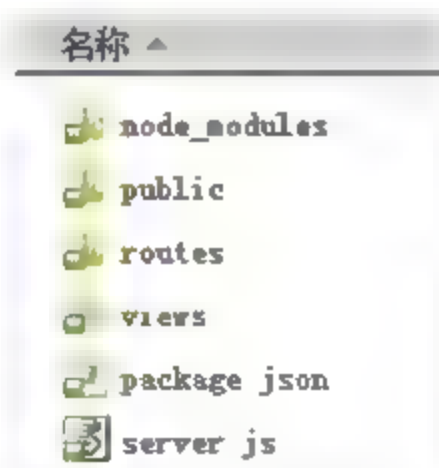 名称
node_modules
public
routes
views
package json
server js